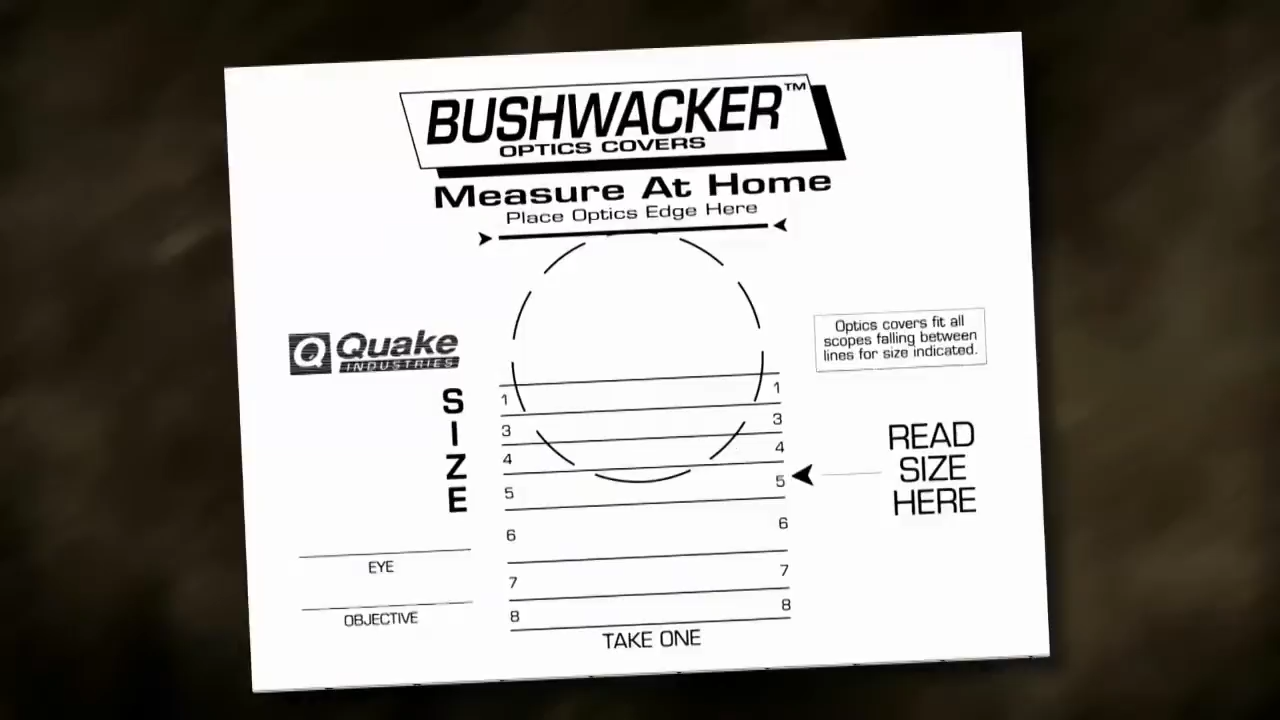 BUSHWACKER™
OPTICS COVERS
Measure At Home
Place Optics Edge Here
Quake
INDUSTRIES
Optics covers fit all
scopes falling between
lines for size indicated.
SIZE
1 1
3 3
4 4
5 5
6 6
7 7
8 8
READ
SIZE
HERE
EYE
OBJECTIVE
TAKE ONE